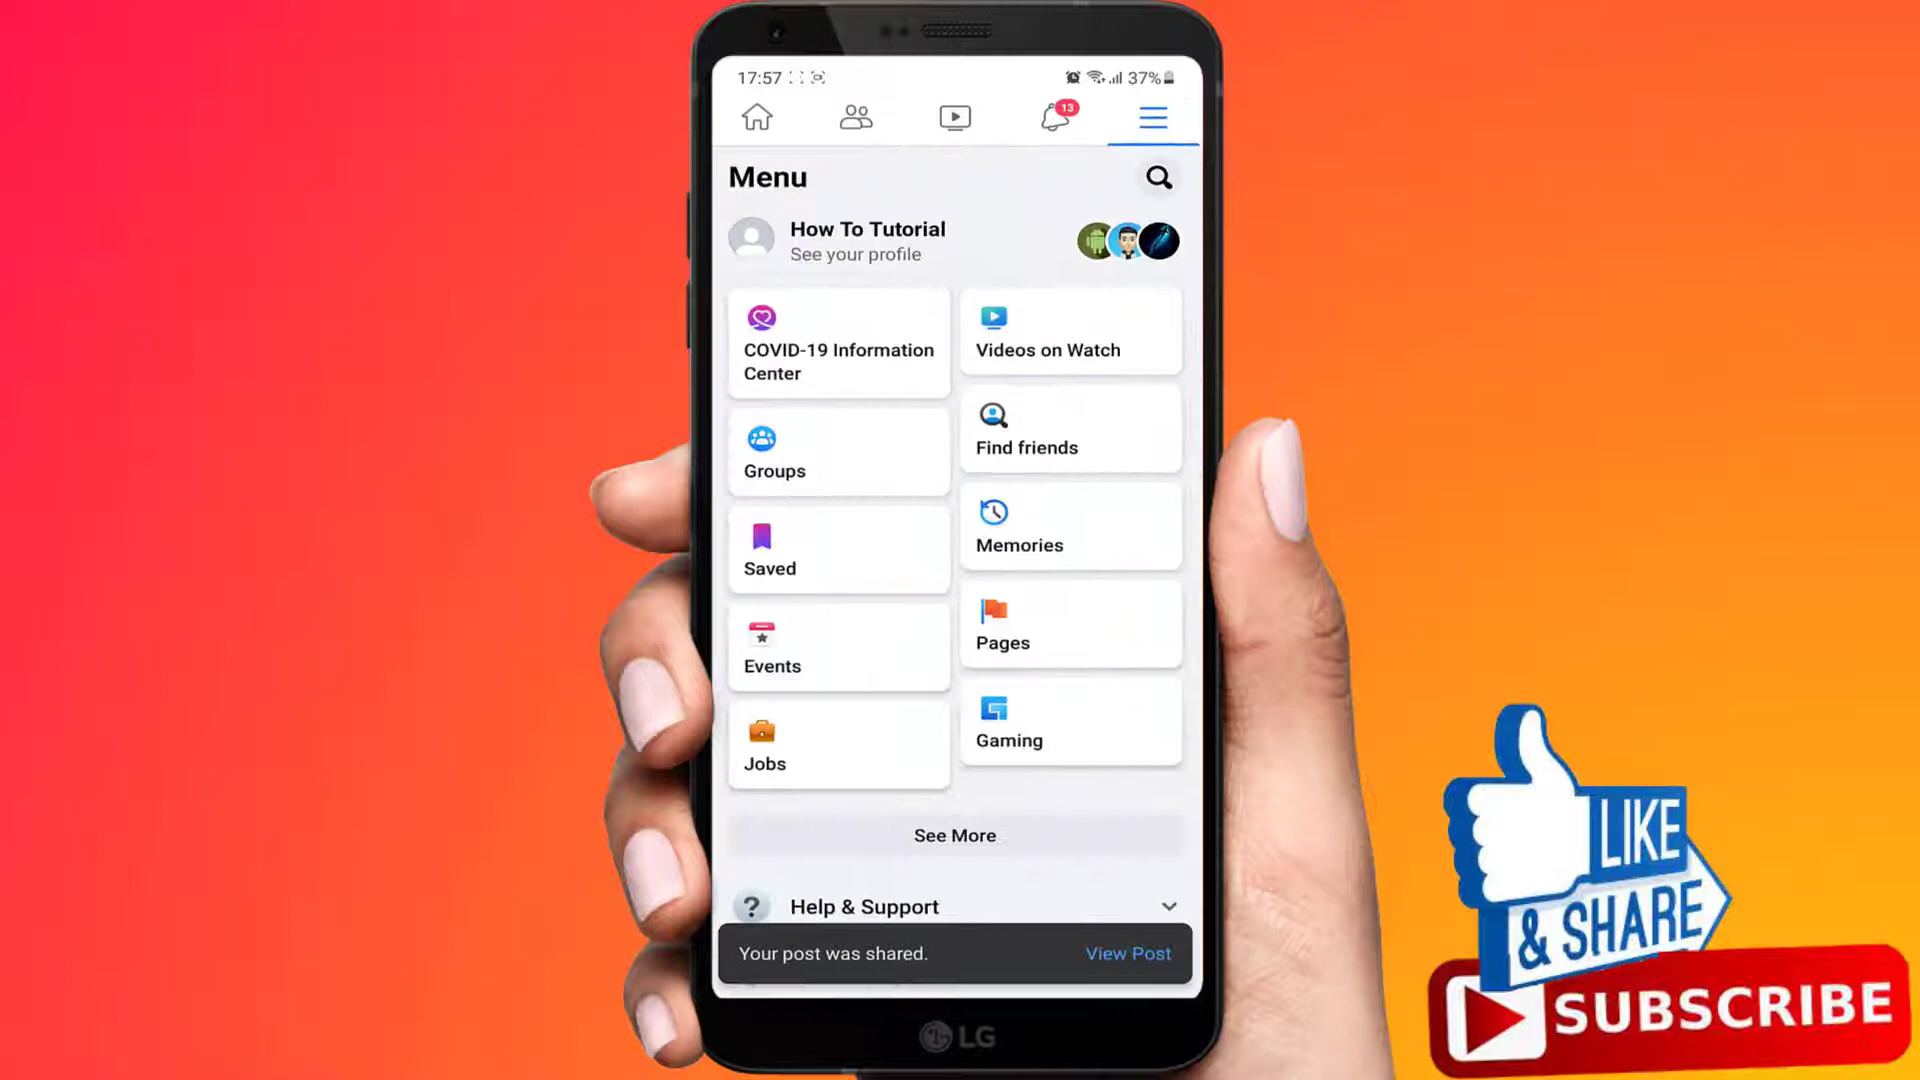 17:57
37%
13
Menu
How To Tutorial
See your profile
COVID-19 Information
Center
Videos on Watch
Find friends
Groups
Memories
Saved
Pages
Events
Gaming
Jobs
See More
? Help & Support
Your post was shared.
View Post
LG
LIKE
& SHARE
SUBSCRIBE